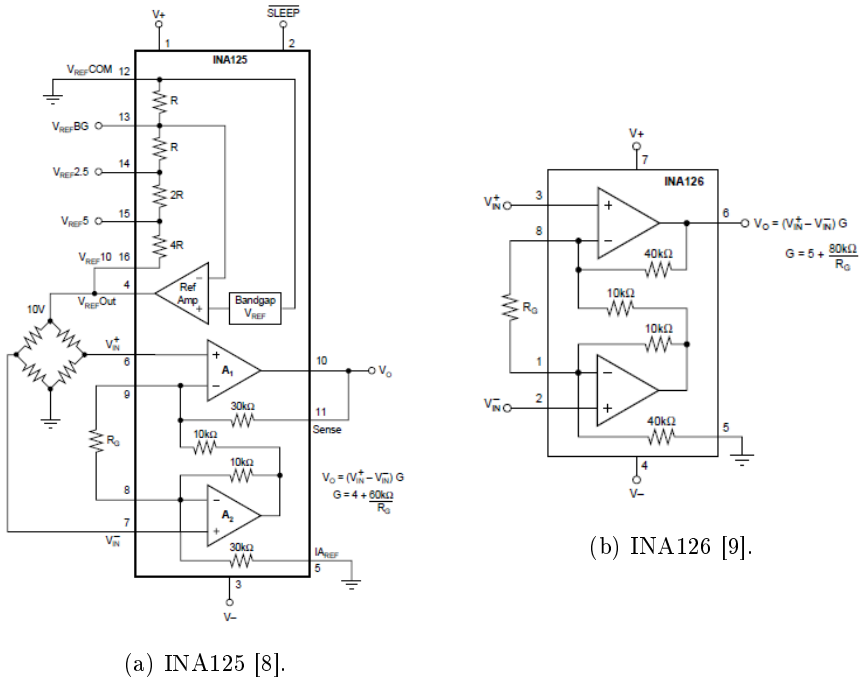 V+
SLEEP
1
2
INA125
VREFCOM
12
R
13
VREFBG
R
14
VREF2.5
2R
15
VREF5
4R
VREF10
16
4
VREFOut
Ref
Amp
−
+
Bandgap
VREF
10V
V+IN
6
+
A1
−
10
VO
9
30kΩ
11
Sense
10kΩ
RG
10kΩ
8
−
A2
+
VO = (V+IN − V−IN) G
G = 4 + 60kΩ
RG
7
V−IN
30kΩ
IAREF
5
3
V−
(a) INA125 [8].
V+
7
INA126
V+IN
3
+
−
6
VO = (V+IN − V−IN) G
G = 5 + 80kΩ
RG
8
40kΩ
10kΩ
RG
10kΩ
1
−
+
V−IN
2
40kΩ
5
4
V−
(b) INA126 [9].